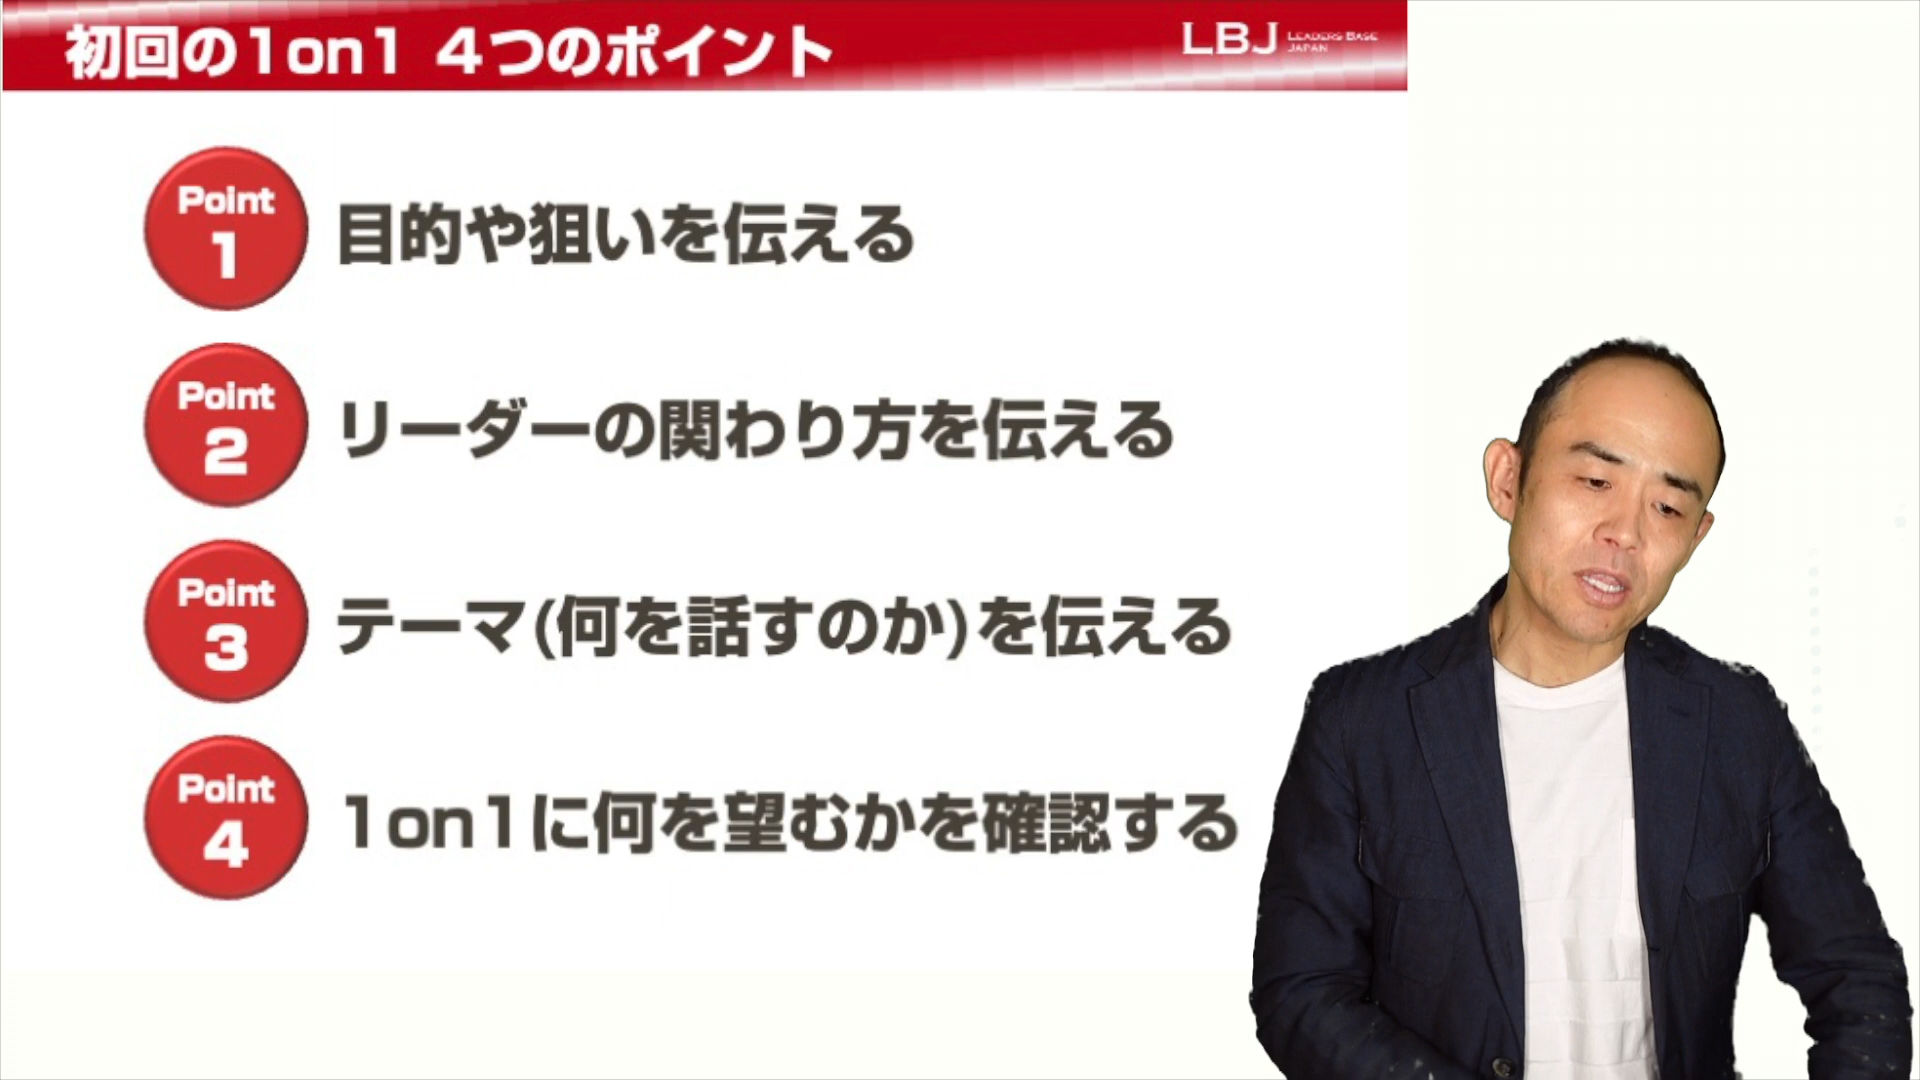 初回の1on1 4つのポイント
LBJ LEADERS BASE JAPAN
Point 1
目的や狙いを伝える
Point 2
リーダーの関わり方を伝える
Point 3
テーマ(何を話すのか)を伝える
Point 4
1on1に何を望むかを確認する